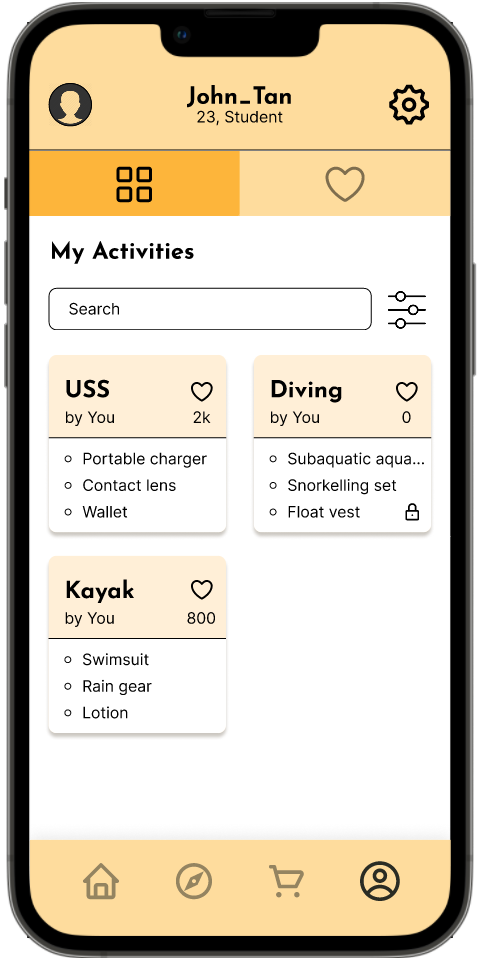 John_Tan
23, Student
My Activities
Search
USS
by You
2k
Portable charger
Contact lens
Wallet
Diving
by You
0
Subaquatic aqua...
Snorkelling set
Float vest
Kayak
by You
800
Swimsuit
Rain gear
Lotion